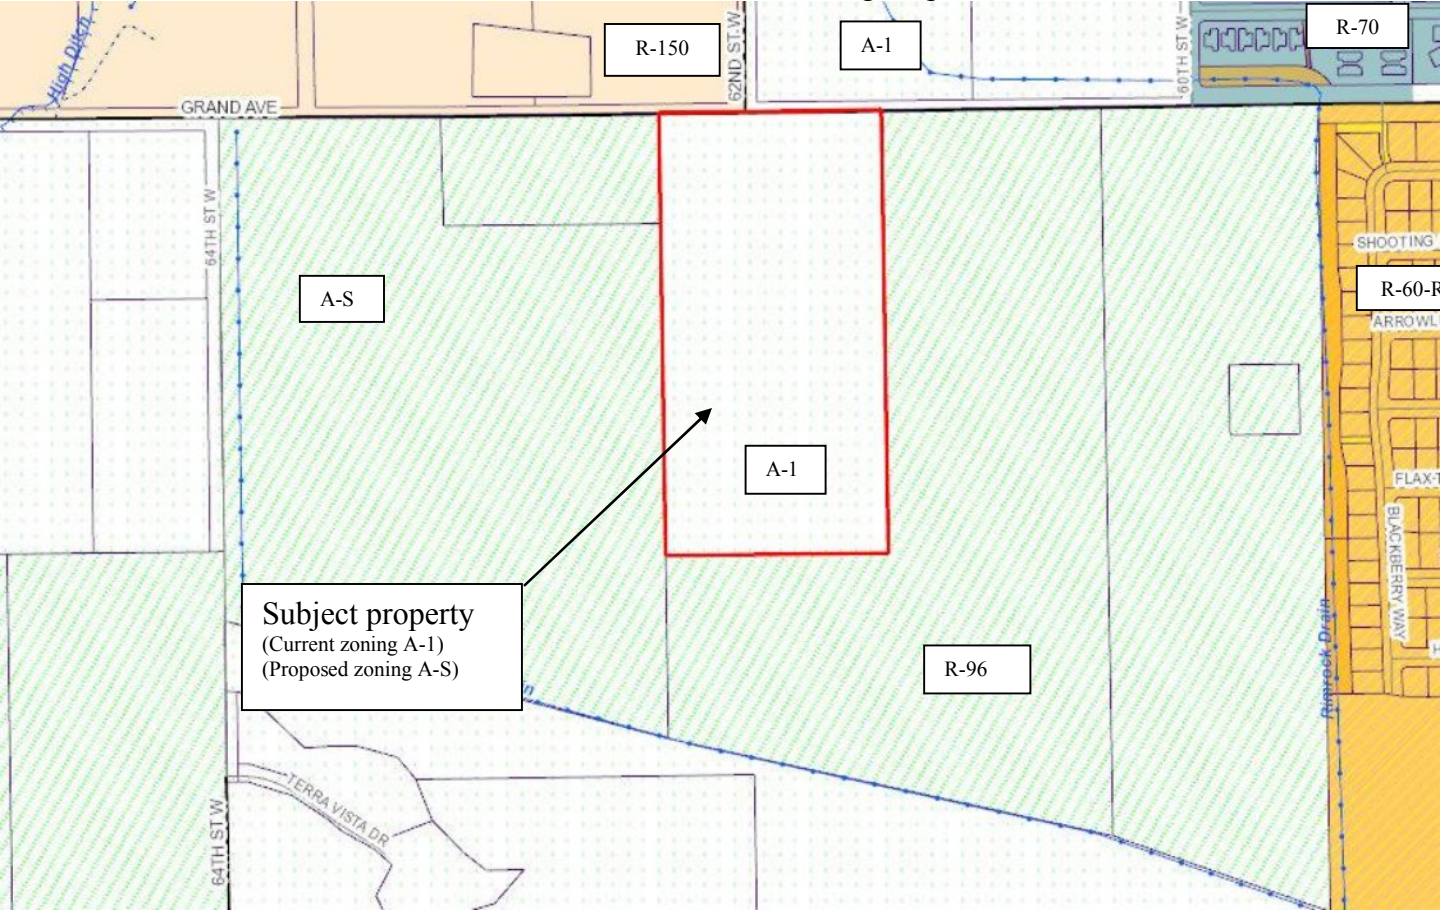 R-70
R-150
A-1
High Ditch
62ND ST W
60TH ST W
GRAND AVE
64TH ST W
SHOOTING
A-S
R-60-R
ARROWL
A-1
FLAX-T
BLACKBERRY WAY
Subject property
(Current zoning A-1)
(Proposed zoning A-S)
Rimrock Drain
R-96
TERRA VISTA DR
64TH ST W